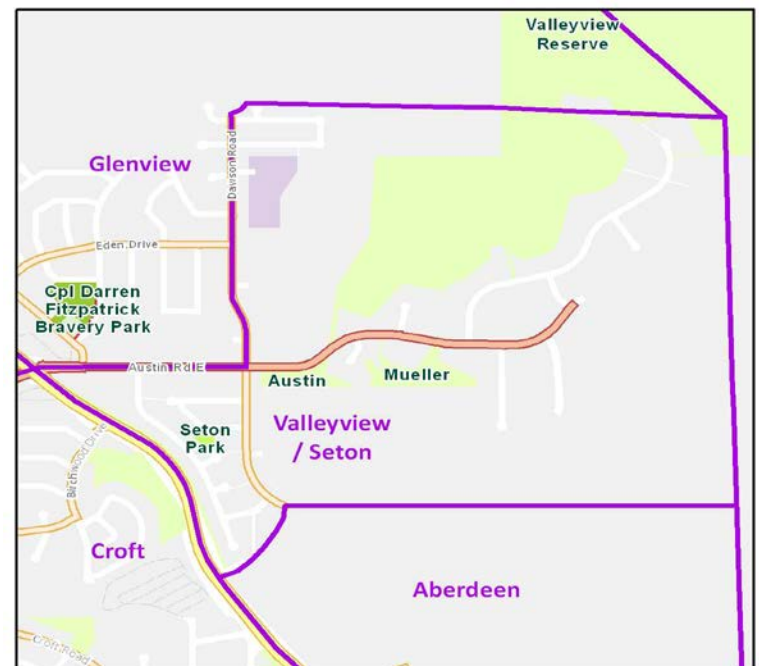 Valleyview
Reserve
Glenview
Dawson Road
Eden Drive
Cpl Darren
Fitzpatrick
Bravery Park
Austin Rd E
Austin
Mueller
Seton
Park
Valleyview
/ Seton
Birchwood Drive
Croft
Aberdeen
Croft Road